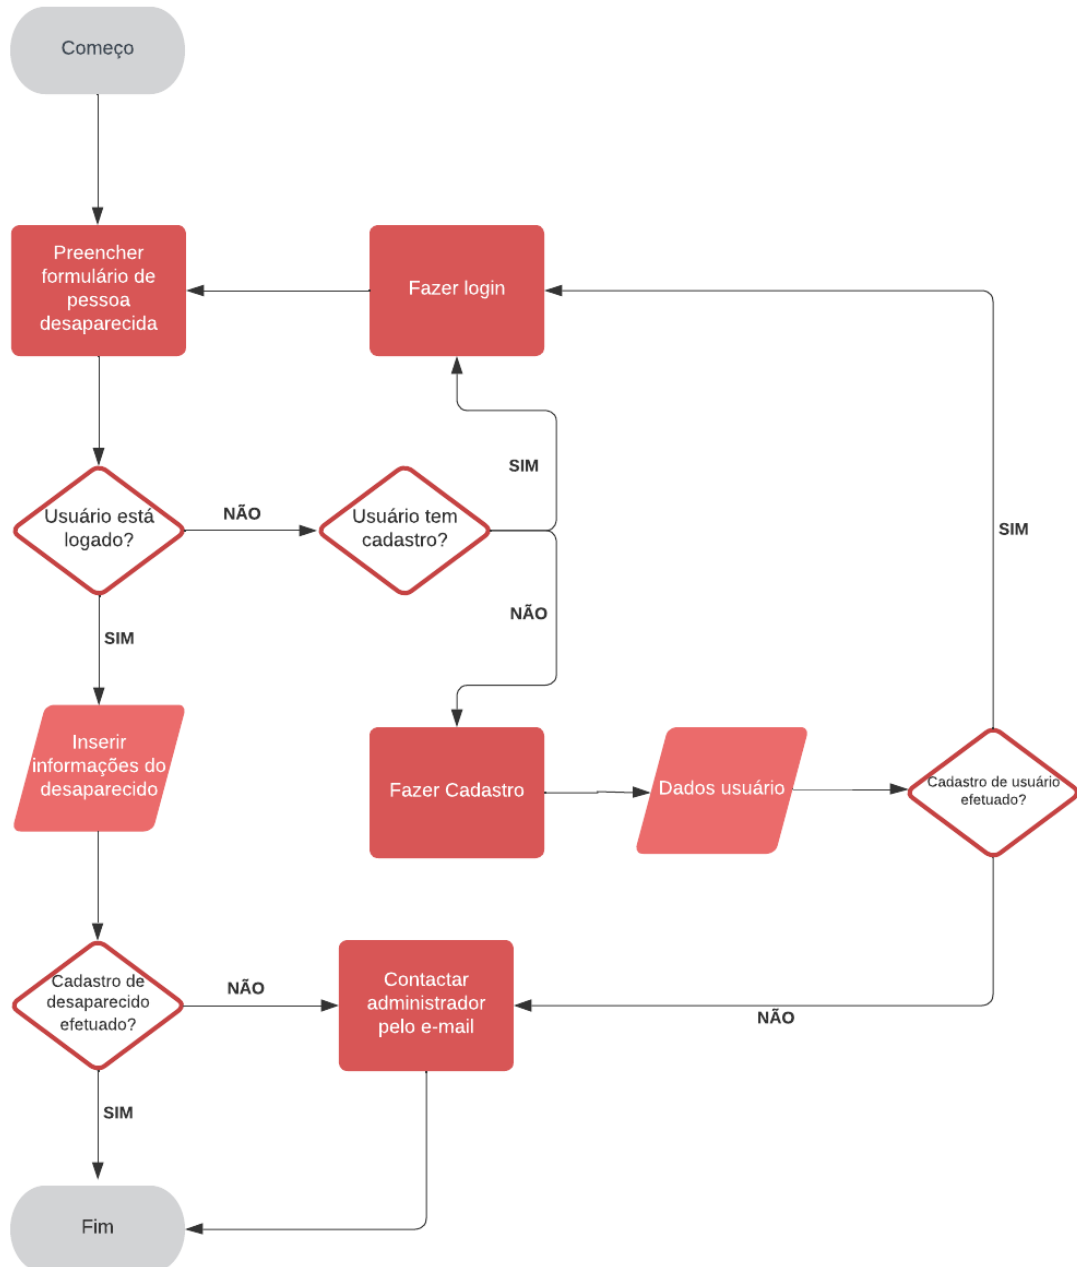 Começo
Preencher
formulário de
pessoa
desaparecida
Fazer login
SIM
Usuário está
logado?
NÃO
Usuário tem
cadastro?
SIM
NÃO
SIM
Inserir
informações do
desaparecido
Fazer Cadastro
Dados usuário
Cadastro de usuário
efetuado?
Cadastro de
desaparecido
efetuado?
NÃO
Contactar
administrador
pelo e-mail
NÃO
SIM
Fim